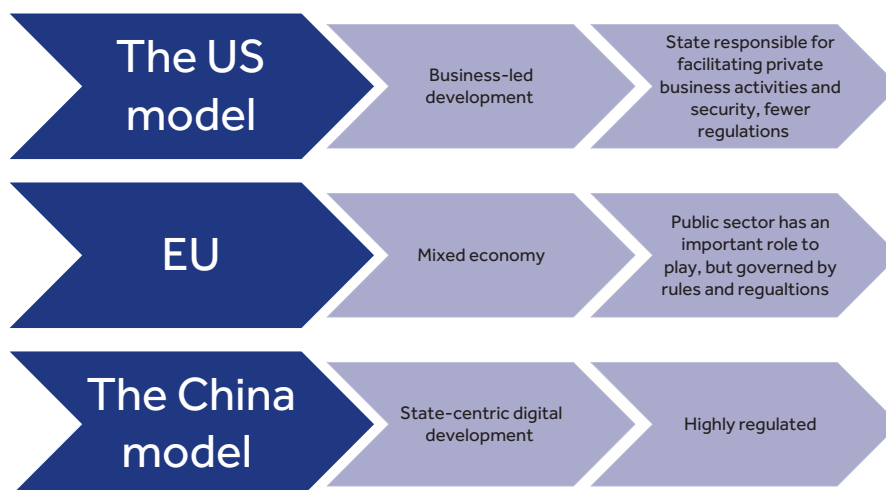 The US
model
Business-led
development
State responsible for
facilitating private
business activities and
security, fewer
regulations
EU
Mixed economy
Public sector has an
important role to
play, but governed by
rules and regualtions
The China
model
State-centric digital
development
Highly regulated